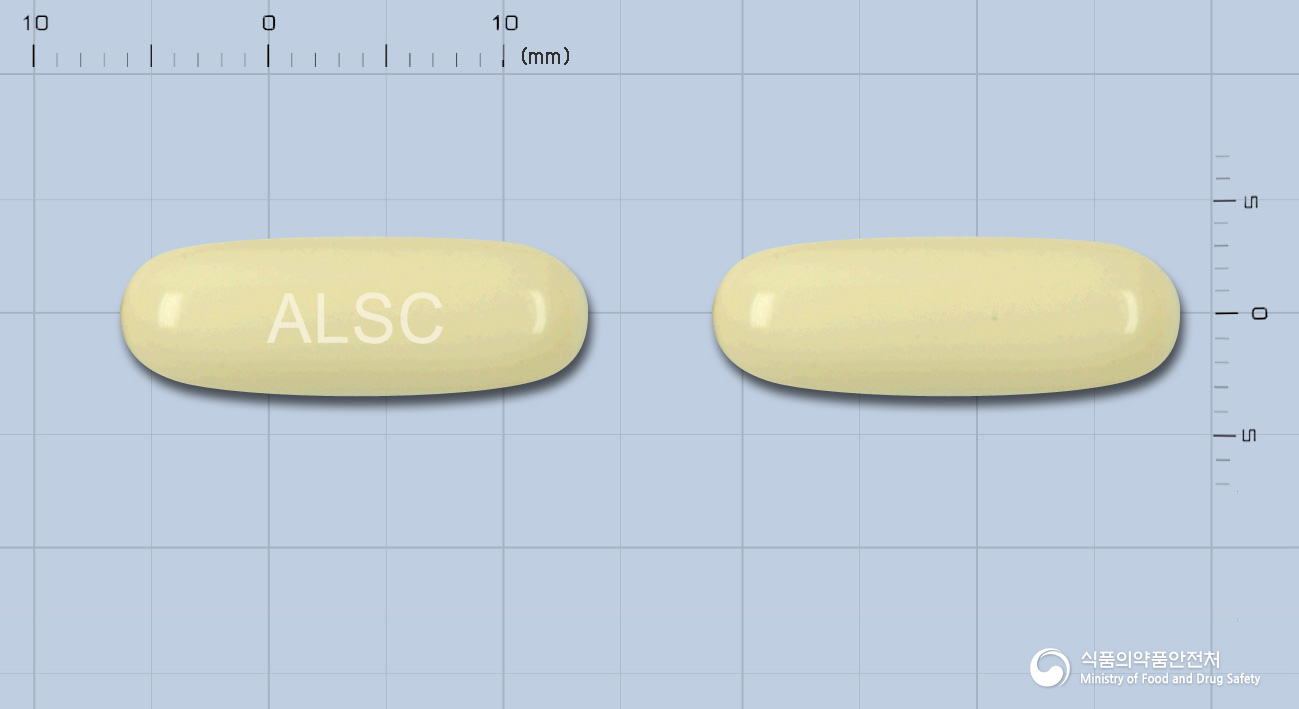 10 0 10
(mm)
5
ALSC
0
5
식품의약품안전처
Ministry of Food and Drug Safety